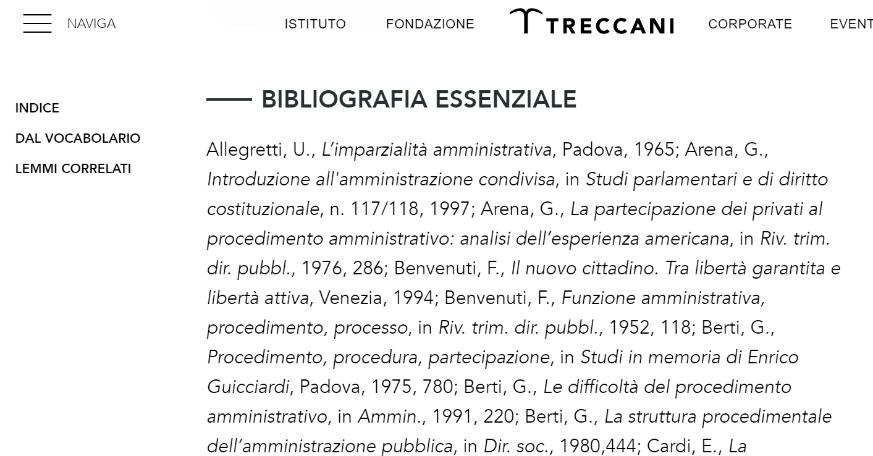 NAVIGA
ISTITUTO
FONDAZIONE
TRECCANI
CORPORATE
EVENT
INDICE
DAL VOCABOLARIO
LEMMI CORRELATI
BIBLIOGRAFIA ESSENZIALE
Allegretti, U., L’imparzialità amministrativa, Padova, 1965; Arena, G.,
Introduzione all'amministrazione condivisa, in Studi parlamentari e di diritto
costituzionale, n. 117/118, 1997; Arena, G., La partecipazione dei privati al
procedimento amministrativo: analisi dell’esperienza americana, in Riv. trim.
dir. pubbl., 1976, 286; Benvenuti, F., Il nuovo cittadino. Tra libertà garantita e
libertà attiva, Venezia, 1994; Benvenuti, F., Funzione amministrativa,
procedimento, processo, in Riv. trim. dir. pubbl., 1952, 118; Berti, G.,
Procedimento, procedura, partecipazione, in Studi in memoria di Enrico
Guicciardi, Padova, 1975, 780; Berti, G., Le difficoltà del procedimento
amministrativo, in Ammin., 1991, 220; Berti, G., La struttura procedimentale
dell’amministrazione pubblica, in Dir. soc., 1980,444; Cardi, E., La